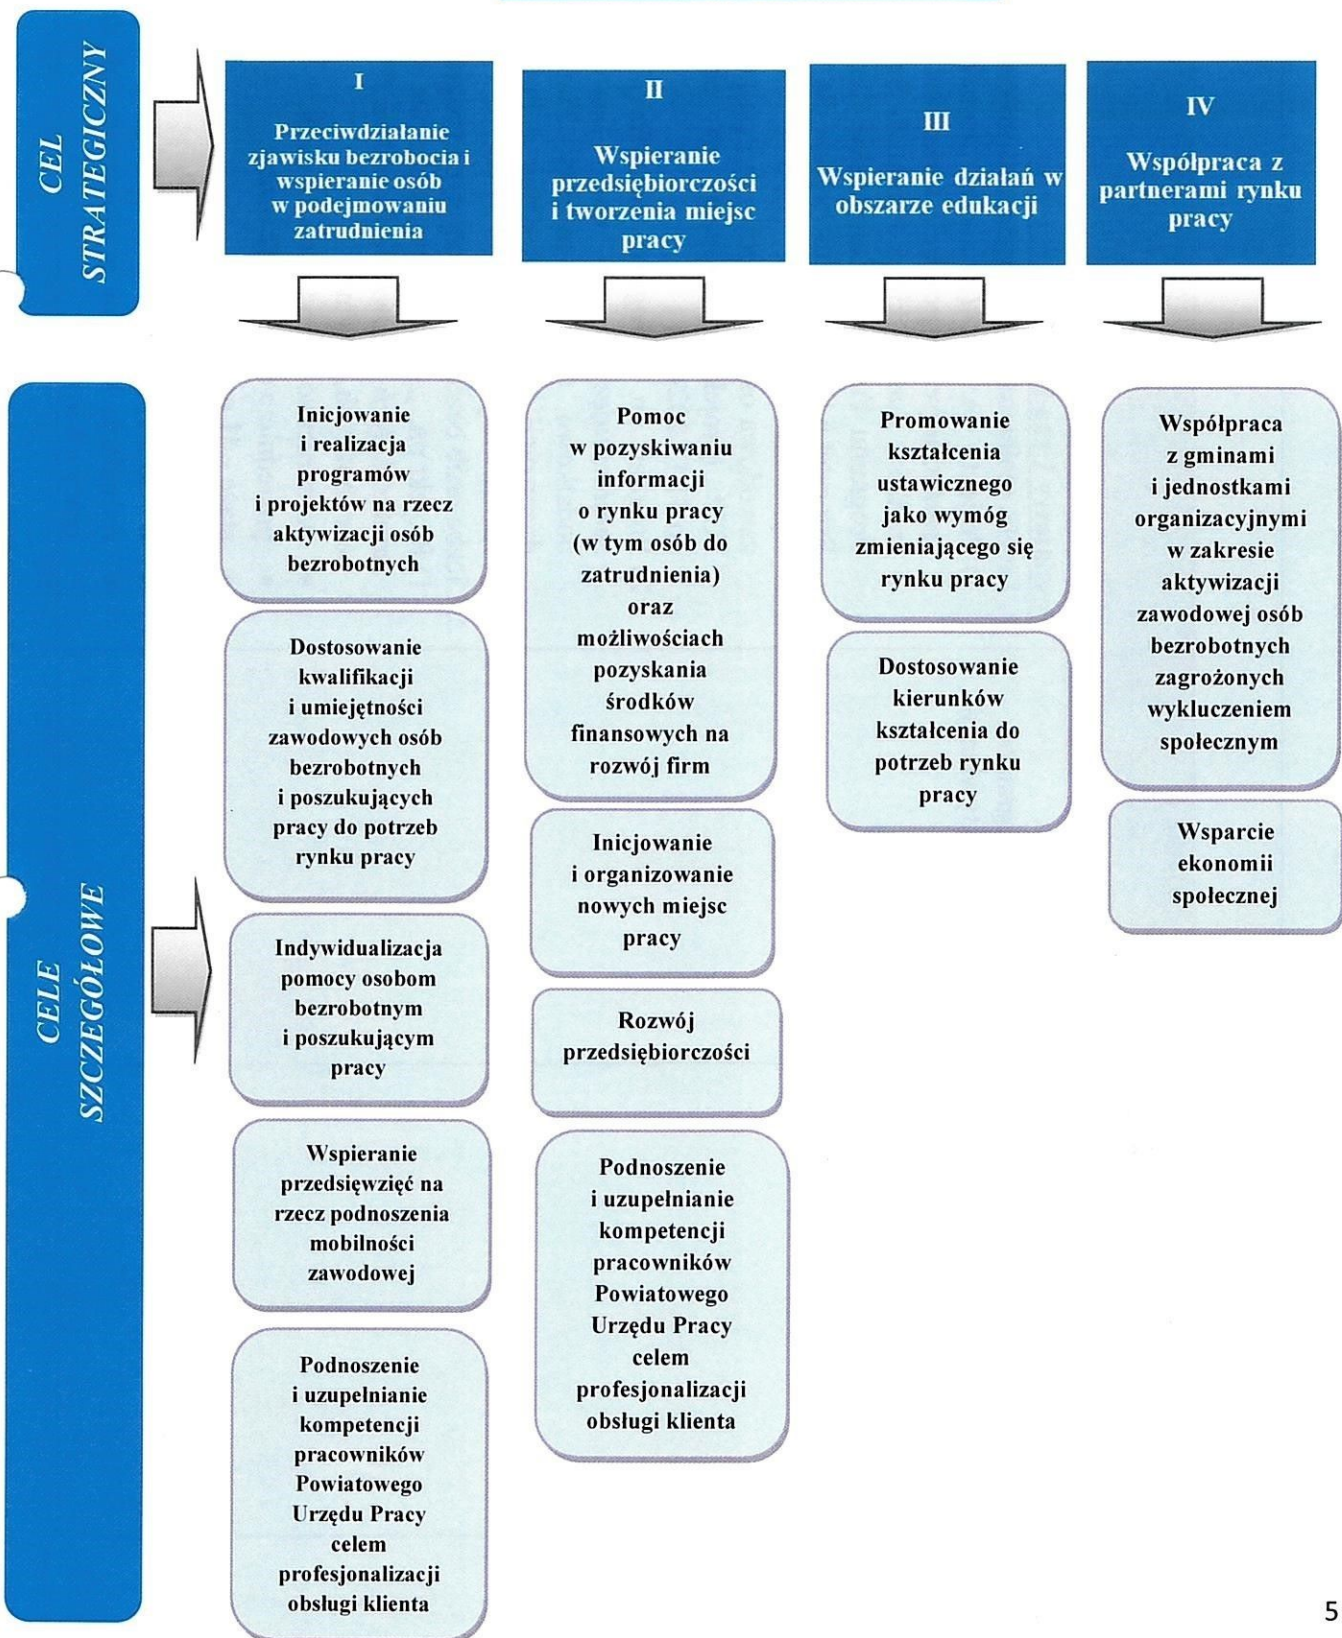 CEL
STRATEGICZNY
I
Przeciwdziałanie
zjawisku bezrobocia i
wspieranie osób
w podejmowaniu
zatrudnienia
II
Wspieranie
przedsiębiorczości
i tworzenia miejsc
pracy
III
Wspieranie działań w
obszarze edukacji
IV
Współpraca z
partnerami rynku
pracy
CELE
SZCZEGÓŁOWE
Inicjowanie
i realizacja
programów
i projektów na rzecz
aktywizacji osób
bezrobotnych
Dostosowanie
kwalifikacji
i umiejętności
zawodowych osób
bezrobotnych
i poszukujących
pracy do potrzeb
rynku pracy
Indywidualizacja
pomocy osobom
bezrobotnym
i poszukującym
pracy
Wspieranie
przedsięwzięć na
rzecz podnoszenia
mobilności
zawodowej
Podnoszenie
i uzupełnianie
kompetencji
pracowników
Powiatowego
Urzędu Pracy
celem
profesjonalizacji
obsługi klienta
Pomoc
w pozyskiwaniu
informacji
o rynku pracy
(w tym osób do
zatrudnienia)
oraz
możliwościach
pozyskania
środków
finansowych na
rozwój firm
Inicjowanie
i organizowanie
nowych miejsc
pracy
Rozwój
przedsiębiorczości
Podnoszenie
i uzupełnianie
kompetencji
pracowników
Powiatowego
Urzędu Pracy
celem
profesjonalizacji
obsługi klienta
Promowanie
kształcenia
ustawicznego
jako wymóg
zmieniającego się
rynku pracy
Dostosowanie
kierunków
kształcenia do
potrzeb rynku
pracy
Współpraca
z gminami
i jednostkami
organizacyjnymi
w zakresie
aktywizacji
zawodowej osób
bezrobotnych
zagrożonych
wykluczeniem
społecznym
Wsparcie
ekonomii
społecznej
5